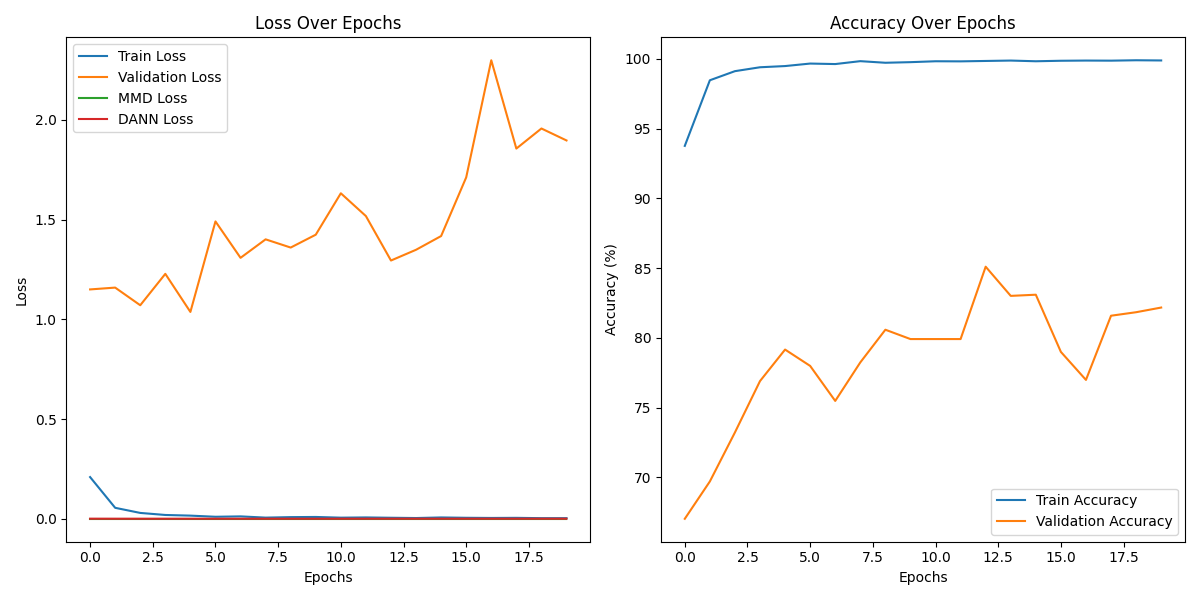 Loss Over Epochs
Train Loss
Validation Loss
MMD Loss
DANN Loss
2.0
1.5
1.0
0.5
0.0
Loss
0.0 2.5 5.0 7.5 10.0 12.5 15.0 17.5
Epochs
Accuracy Over Epochs
100
95
90
85
80
75
70
Accuracy (%)
Train Accuracy
Validation Accuracy
0.0 2.5 5.0 7.5 10.0 12.5 15.0 17.5
Epochs